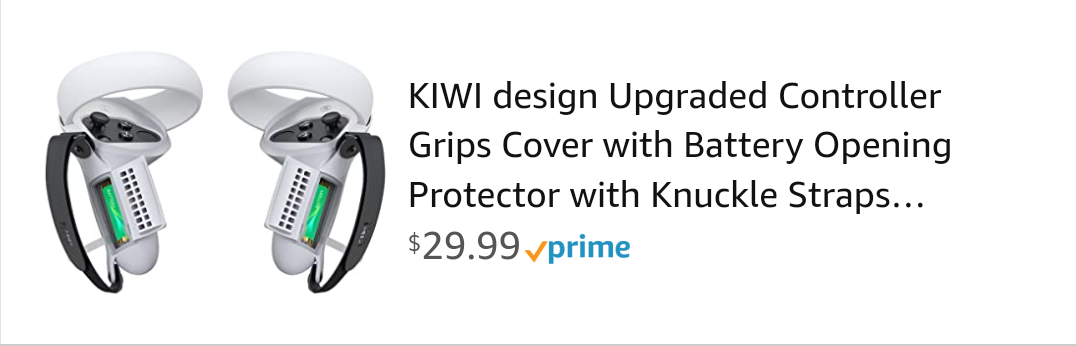 KIWI design Upgraded Controller
Grips Cover with Battery Opening
Protector with Knuckle Straps...
$29.99 prime